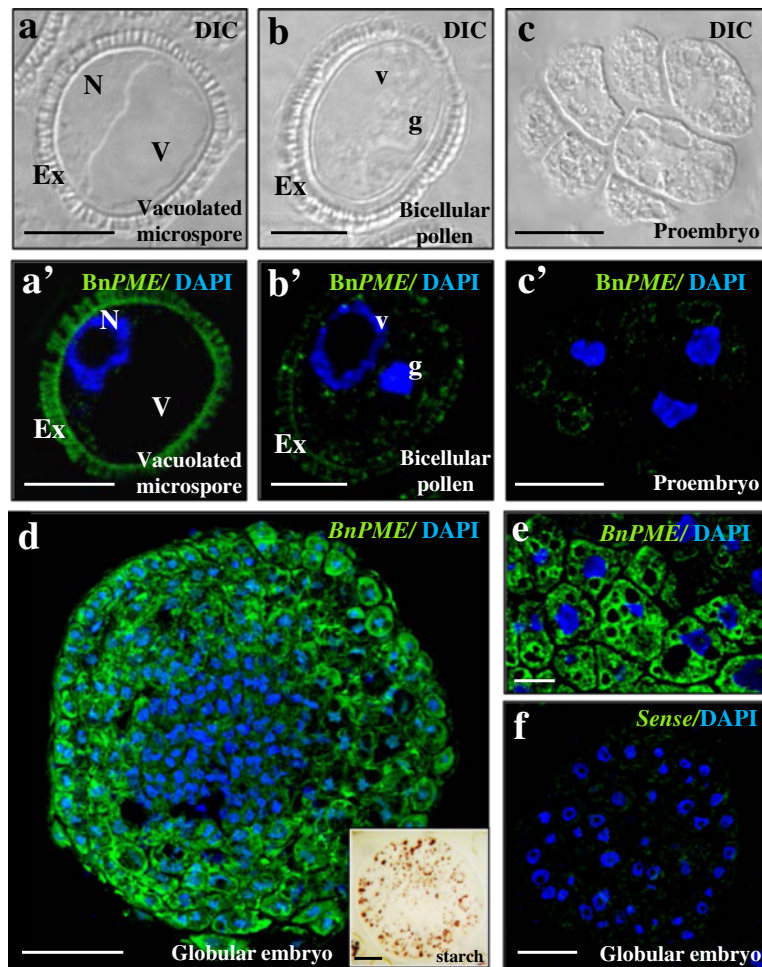 a
DIC
N
V
Ex
Vacuolated
microspore
b
DIC
v
g
Ex
Bicellular
pollen
c
DIC
Proembryo
a’
BnPME/ DAPI
N
V
Ex
Vacuolated
microspore
b’
BnPME/ DAPI
v
g
Ex
Bicellular
pollen
c’
BnPME/ DAPI
Proembryo
d
BnPME/ DAPI
starch
Globular embryo
e
BnPME/ DAPI
f
Sense/DAPI
Globular embryo